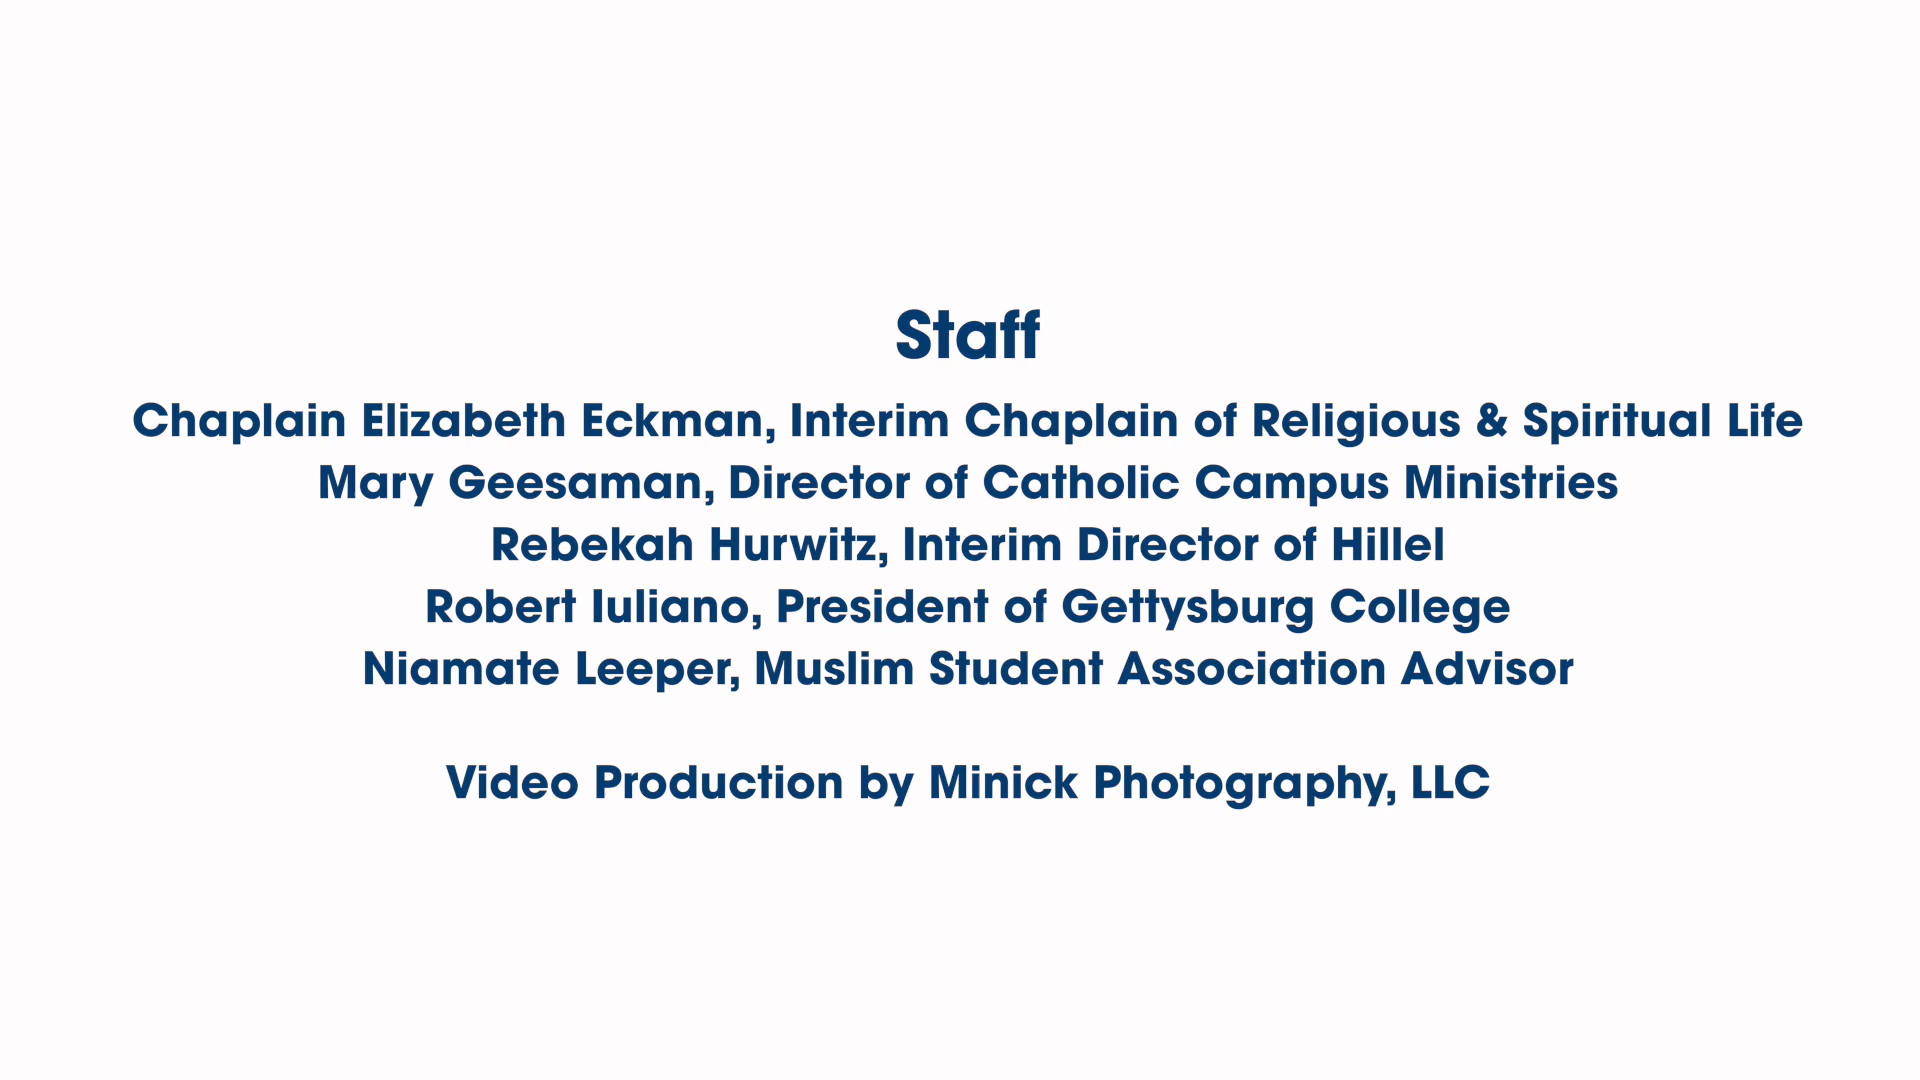 Staff
Chaplain Elizabeth Eckman, Interim Chaplain of Religious & Spiritual Life
Mary Geesaman, Director of Catholic Campus Ministries
Rebekah Hurwitz, Interim Director of Hillel
Robert Iuliano, President of Gettysburg College
Niamate Leeper, Muslim Student Association Advisor
Video Production by Minick Photography, LLC